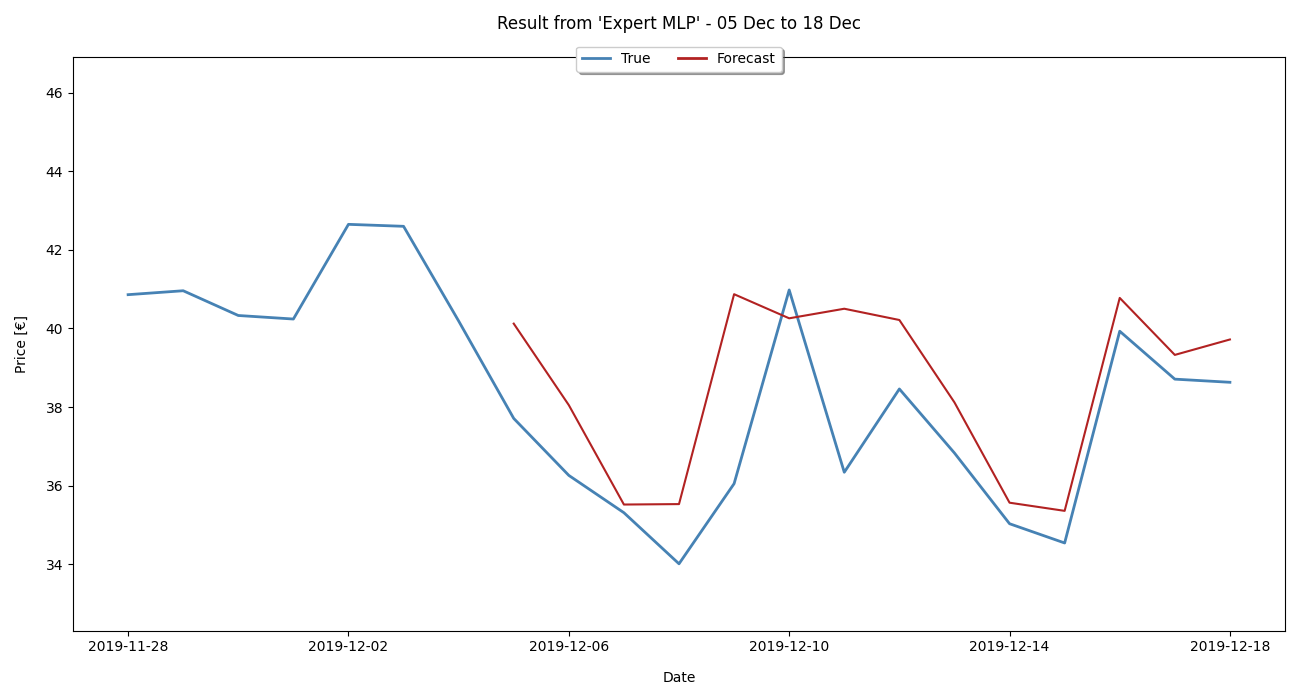 Result from 'Expert MLP' - 05 Dec to 18 Dec
True Forecast
46
44
42
40
38
36
34
Price [€]
2019-11-28 2019-12-02 2019-12-06 2019-12-10 2019-12-14 2019-12-18
Date